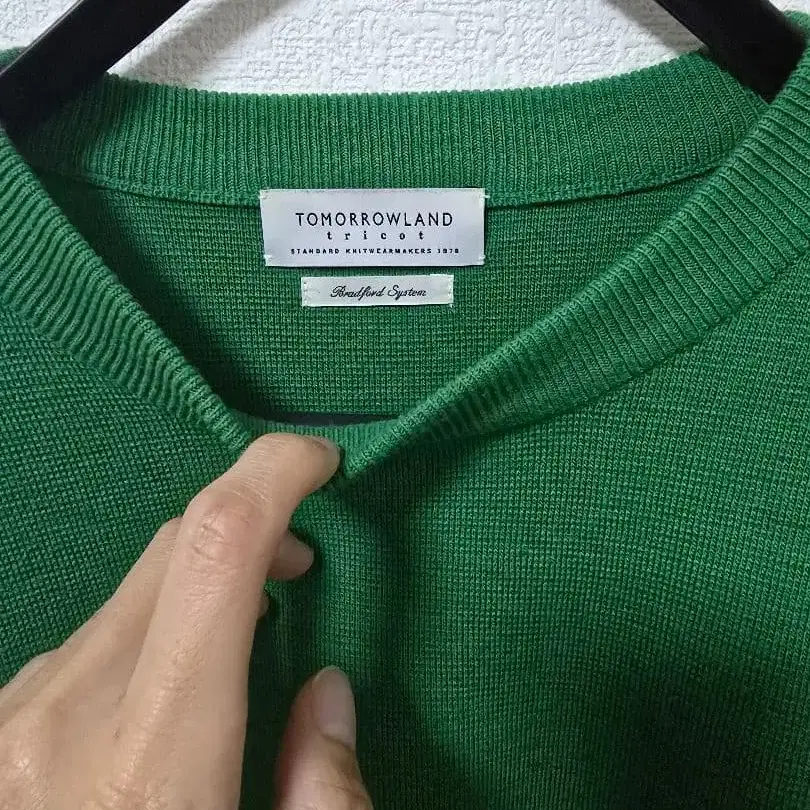 TOMORROWLAND
tricot
STANDARD KNITWEARMAKERS 1978
Bradford System